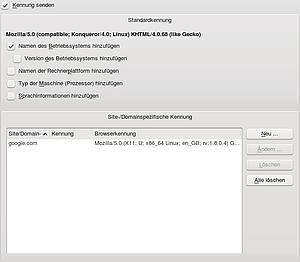 Kennung senden
Standardkennung
Mozilla/5.0 (compatible; Konqueror/4.0; Linux) KHTML/4.0.68 (like Gecko)
Namen des Betriebssystems hinzufügen
Version des Betriebssystems hinzufügen
Namen der Rechnerplattform hinzufügen
Typ der Maschine (Prozessor) hinzufügen
Sprachinformationen hinzufügen
Site-/Domainspezifische Kennung
Site/Domain- Kennung Browserkennung
google.com Mozilla/5.0 (X11; U; x86_64 Linux; en_GB; rv:1.8.0.4) G...
Neu ...
Ändern ...
Löschen
Alle löschen